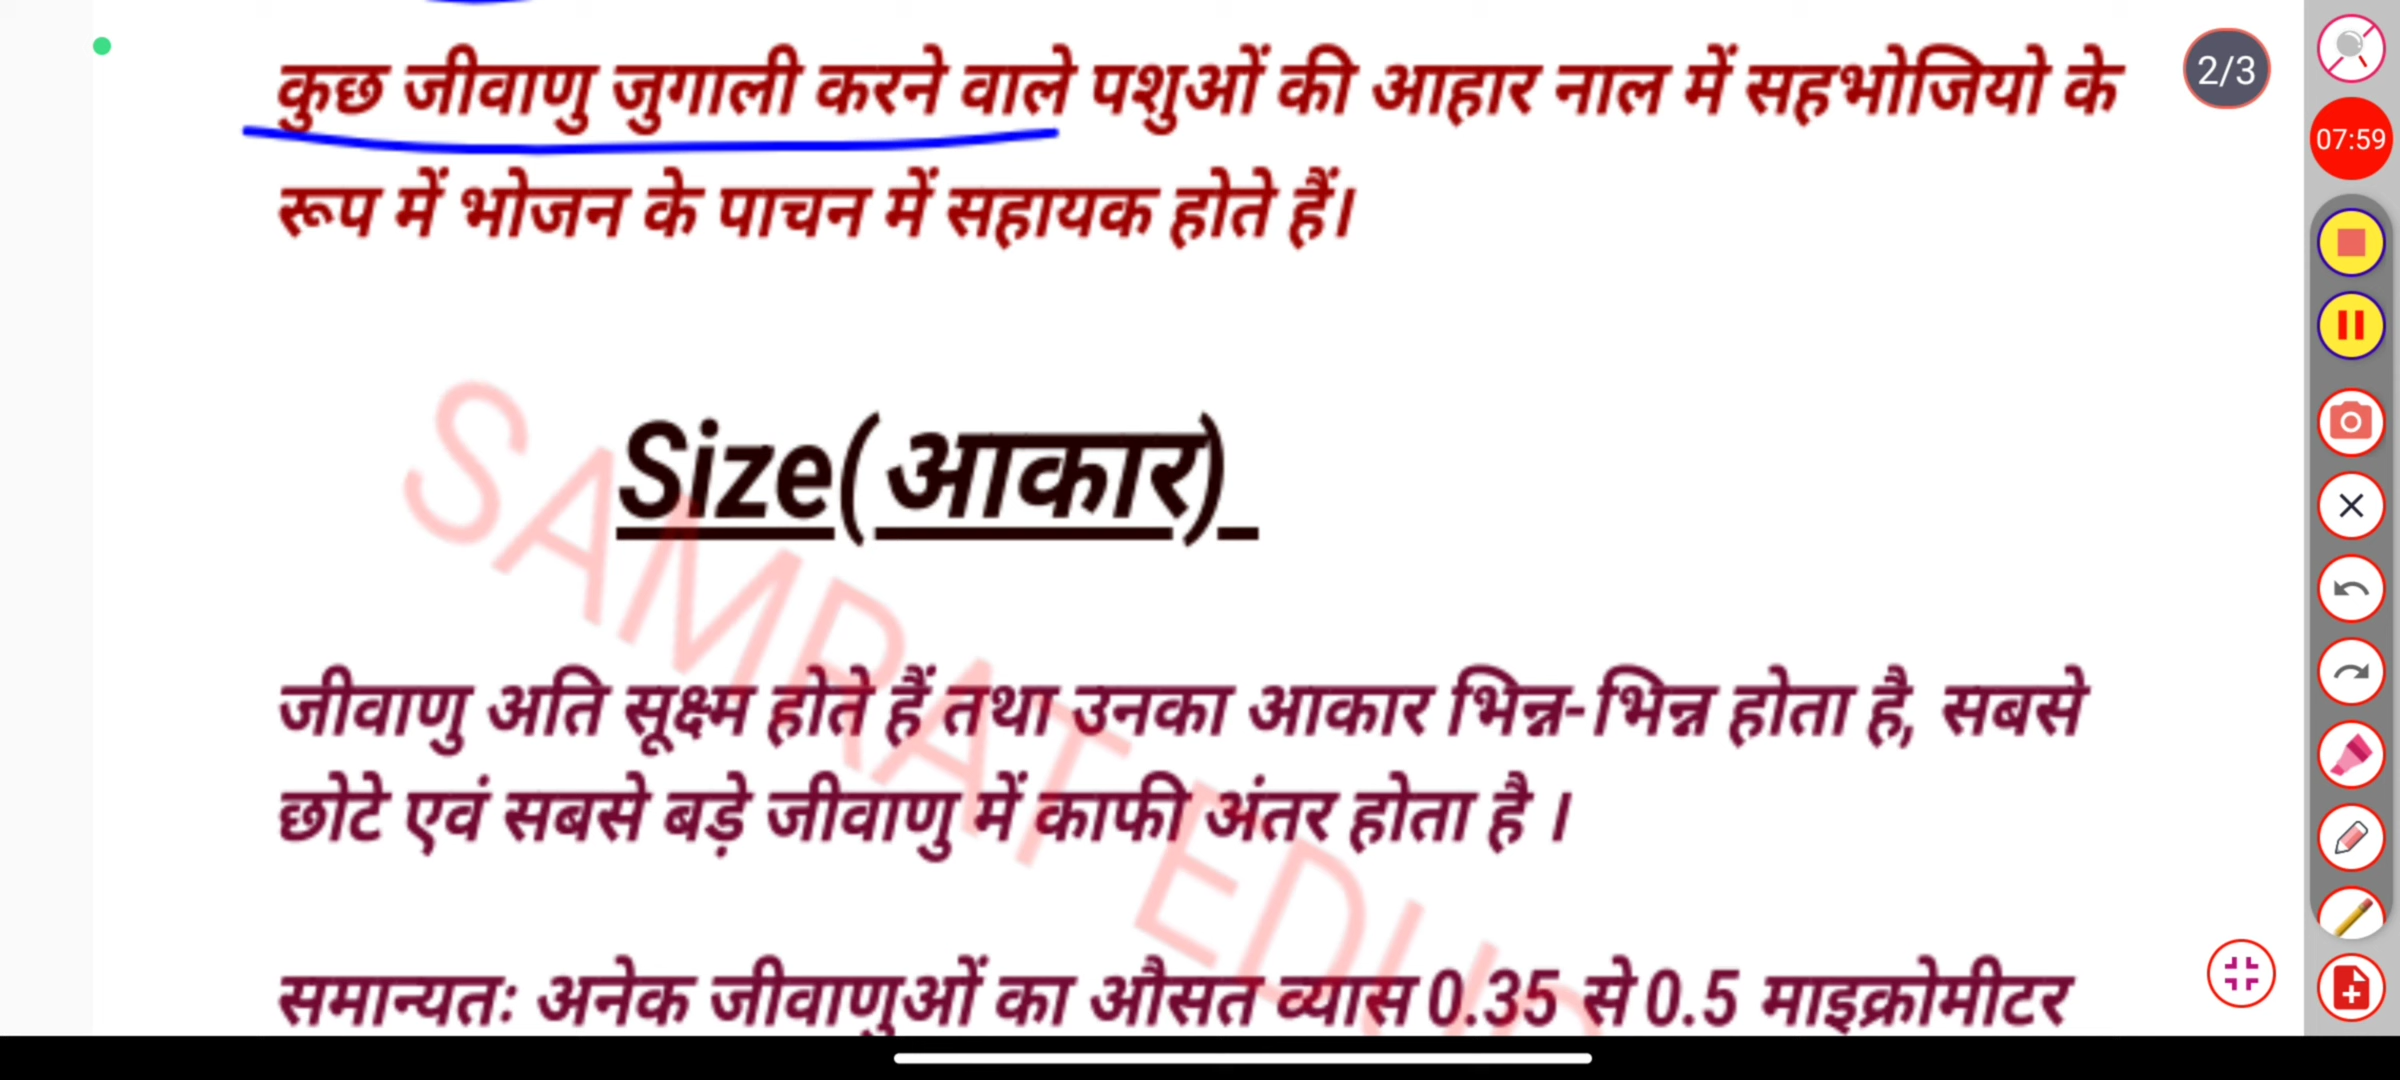 कुछ जीवाणु जुगाली करने वाले पशुओं की आहार नाल में सहभोजियो के
2/3
07:59
रूप में भोजन के पाचन में सहायक होते हैं।
Size(आकार)
SAMRAT
जीवाणु अति सूक्ष्म होते हैं तथा उनका आकार भिन्न-भिन्न होता है, सबसे
छोटे एवं सबसे बड़े जीवाणु में काफी अंतर होता है ।
समान्यत: अनेक जीवाणुओं का औसत व्यास 0.35 से 0.5 माइक्रोमीटर